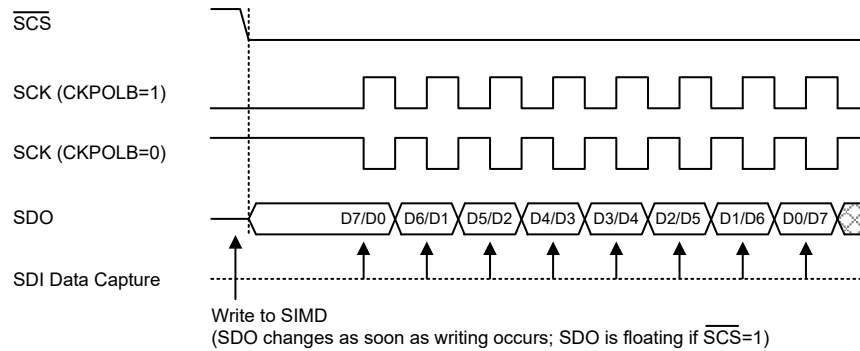 S̅C̅S̅
SCK (CKPOLB=1)
SCK (CKPOLB=0)
SDO
D7/D0 D6/D1 D5/D2 D4/D3 D3/D4 D2/D5 D1/D6 D0/D7
SDI Data Capture
Write to SIMD
(SDO changes as soon as writing occurs; SDO is floating if S̅C̅S̅=1)